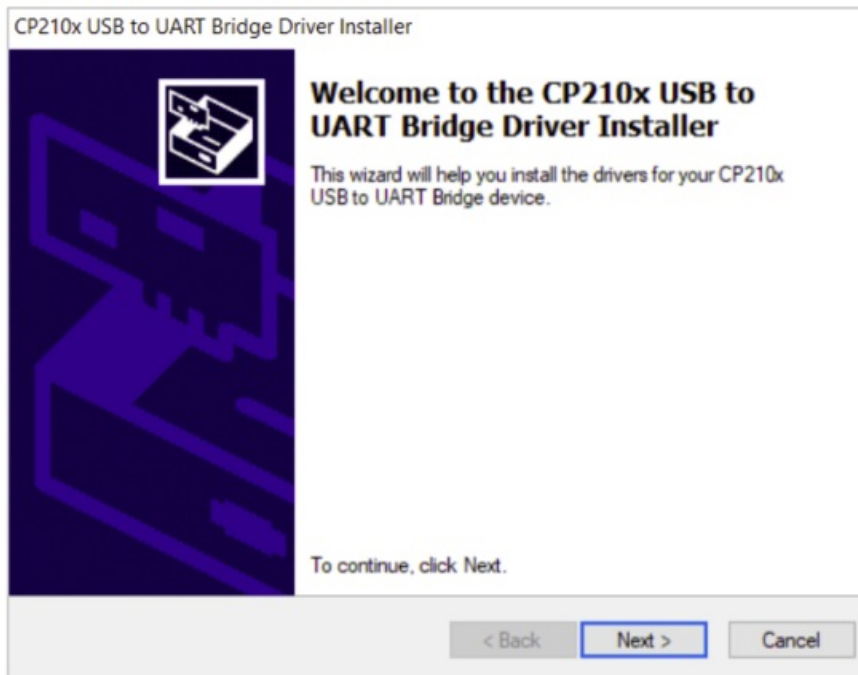 CP210x USB to UART Bridge Driver Installer
Welcome to the CP210x USB to
UART Bridge Driver Installer
This wizard will help you install the drivers for your CP210x
USB to UART Bridge device.
To continue, click Next.
< Back
Next >
Cancel